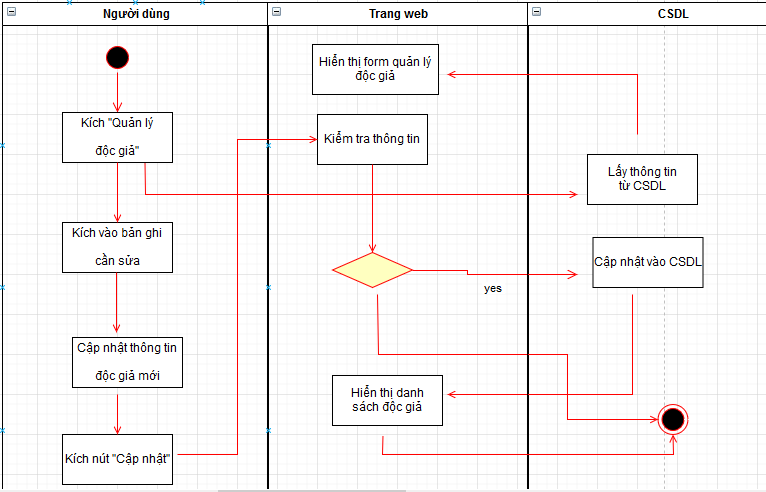 Người dùng
Trang web
CSDL
Hiển thị form quản lý
độc giả
Kích "Quản lý
độc giả"
Kiểm tra thông tin
Lấy thông tin
từ CSDL
Kích vào bản ghi
cần sửa
Cập nhật vào CSDL
yes
Cập nhật thông tin
độc giả mới
Hiển thị danh
sách độc giả
Kích nút "Cập nhật"